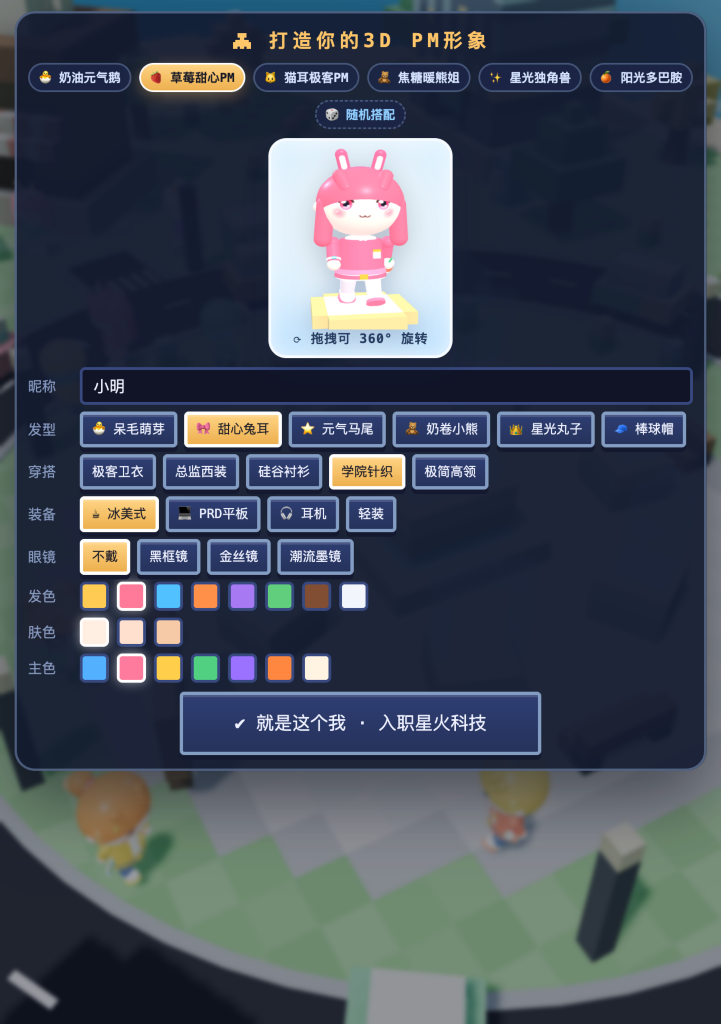 打造你的3D PM形象
奶油元气鹅 草莓甜心PM 猫耳极客PM 焦糖暖熊姐 星光独角兽 阳光多巴胺
随机搭配
拖拽可 360° 旋转
昵称 小明
发型 呆毛萌芽 甜心兔耳 元气马尾 奶卷小熊 星光丸子 棒球帽
穿搭 极客卫衣 总监西装 硅谷衬衫 学院针织 极简高领
装备 冰美式 PRD平板 耳机 轻装
眼镜 不戴 黑框镜 金丝镜 潮流墨镜
发色
肤色
主色
✔ 就是这个我 · 入职星火科技